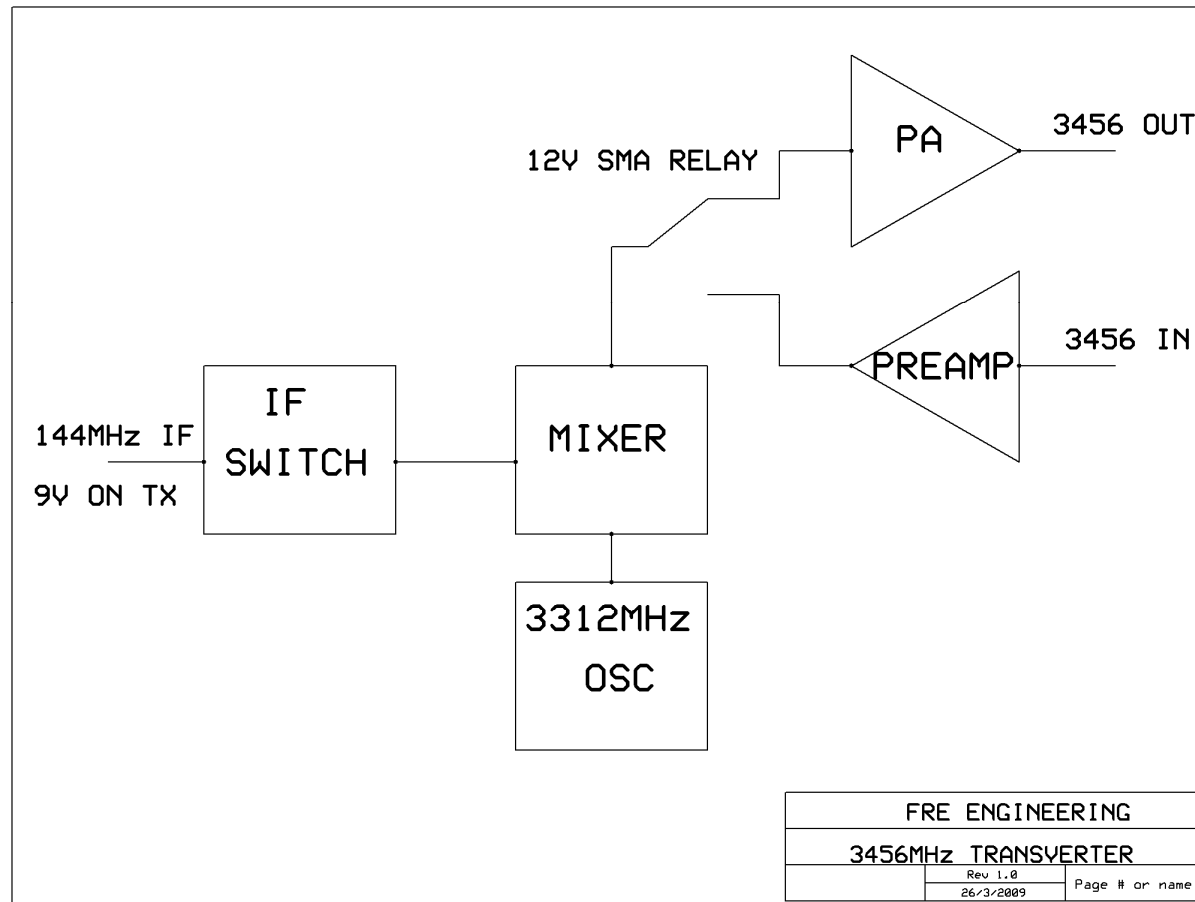 PA
3456 OUT
12V SMA RELAY
3456 IN
PREAMP
IF
SWITCH
144MHz IF
9V ON TX
MIXER
3312MHz
OSC
FRE ENGINEERING
3456MHz TRANSVERTER
Rev 1.0
26/3/2009
Page # or name